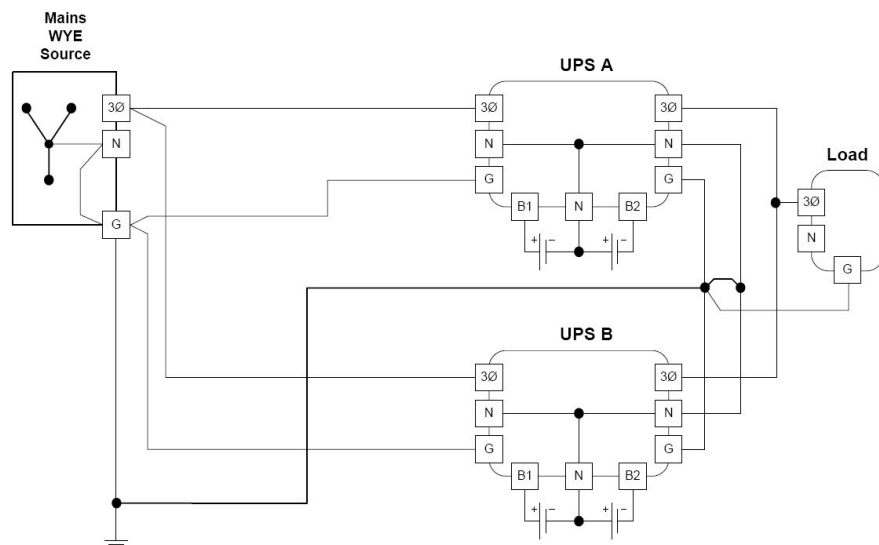 Mains
WYE
Source
3Ø
N
G
UPS A
3Ø
3Ø
N
N
G
G
B1
N
B2
+
−
+
−
Load
3Ø
N
G
UPS B
3Ø
3Ø
N
N
G
G
B1
N
B2
+
−
+
−